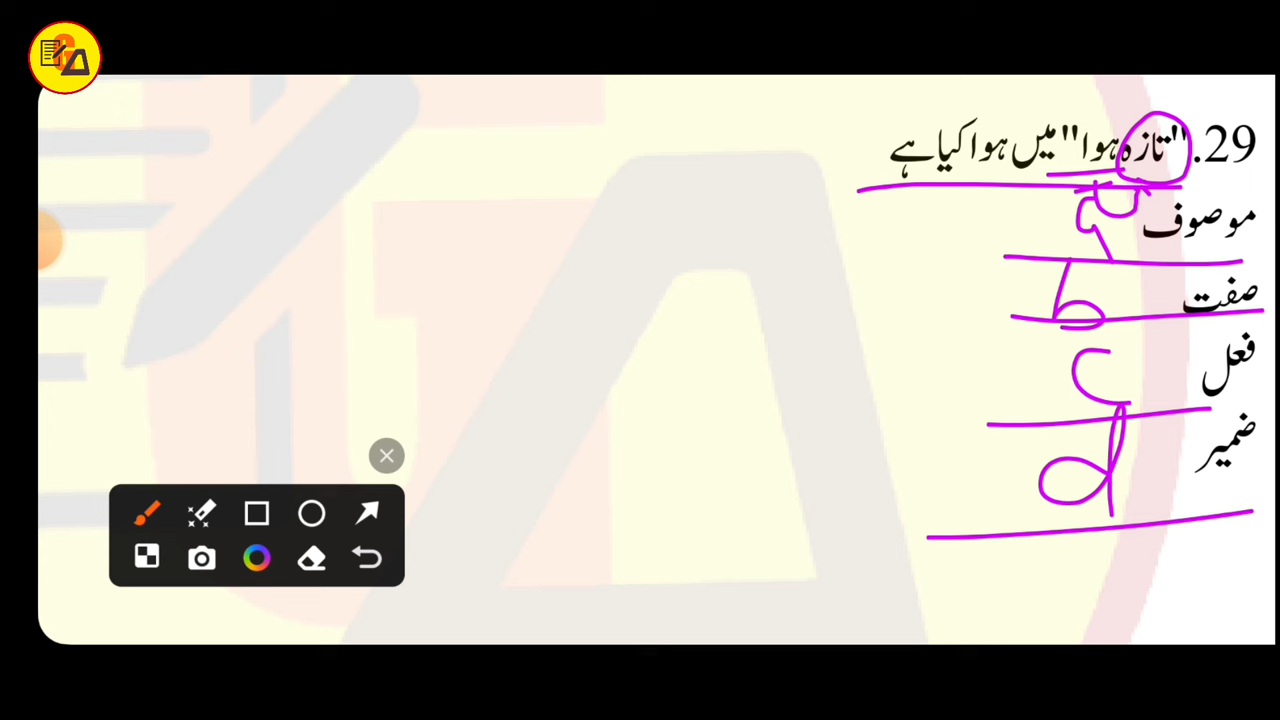 29. "تازہ ہوا" میں ہوا کیا ہے
موصوف a
صفت b
فعل c
ضمیر d